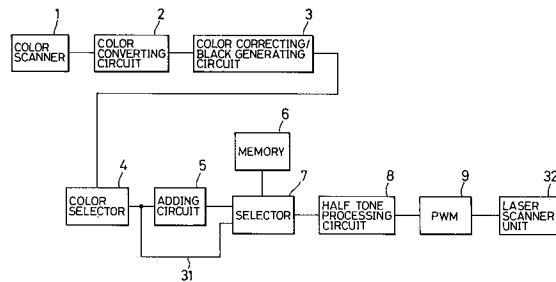 1
2
3
COLOR
SCANNER
COLOR
CONVERTING
CIRCUIT
COLOR CORRECTING/
BLACK GENERATING
CIRCUIT
6
MEMORY
4
5
7
8
9
32
COLOR
SELECTOR
ADDING
CIRCUIT
SELECTOR
HALF TONE
PROCESSING
CIRCUIT
PWM
LASER
SCANNER
UNIT
31